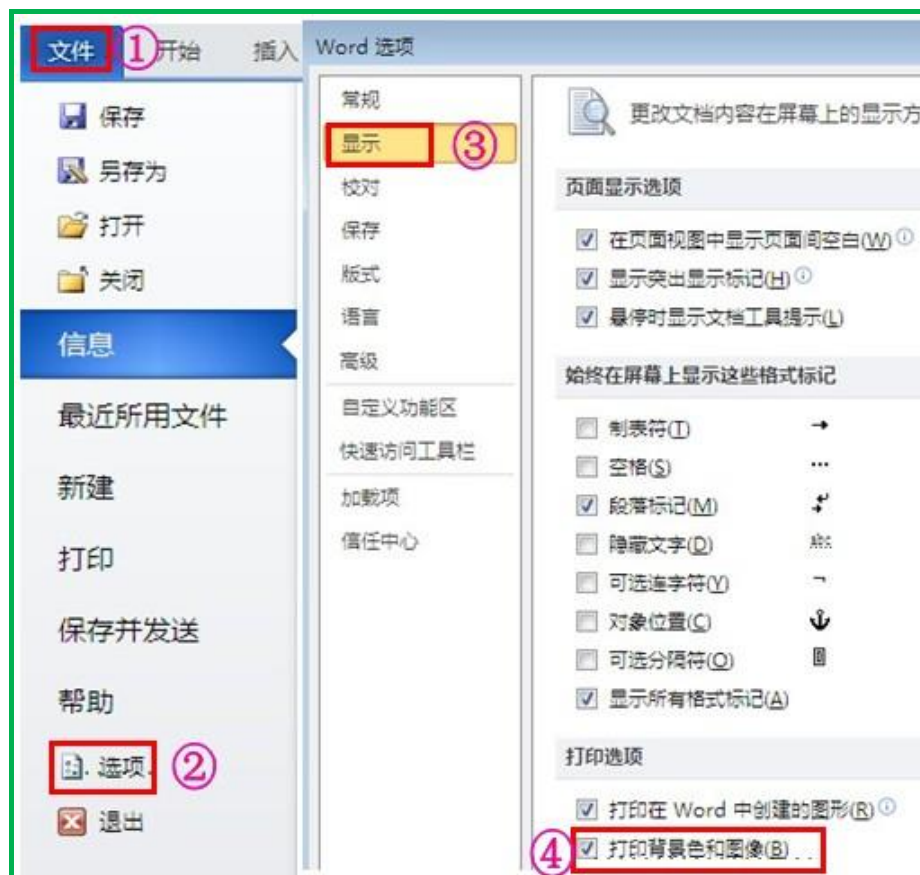 文件 ① 开始 插入
保存
另存为
打开
关闭
信息
最近所用文件
新建
打印
保存并发送
帮助
选项 ②
退出
Word 选项
常规
显示 ③
校对
保存
版式
语言
高级
自定义功能区
快速访问工具栏
加载项
信任中心
更改文档内容在屏幕上的显示方
页面显示选项
在页面视图中显示页面间空白(W)
显示突出显示标记(H)
悬停时显示文档工具提示(L)
始终在屏幕上显示这些格式标记
制表符(T) →
空格(S) ···
段落标记(M)
隐藏文字(D) abc
可选连字符(Y) ¬
对象位置(C)
可选分隔符(O)
显示所有格式标记(A)
打印选项
打印在 Word 中创建的图形(R)
④ 打印背景色和图像(B)